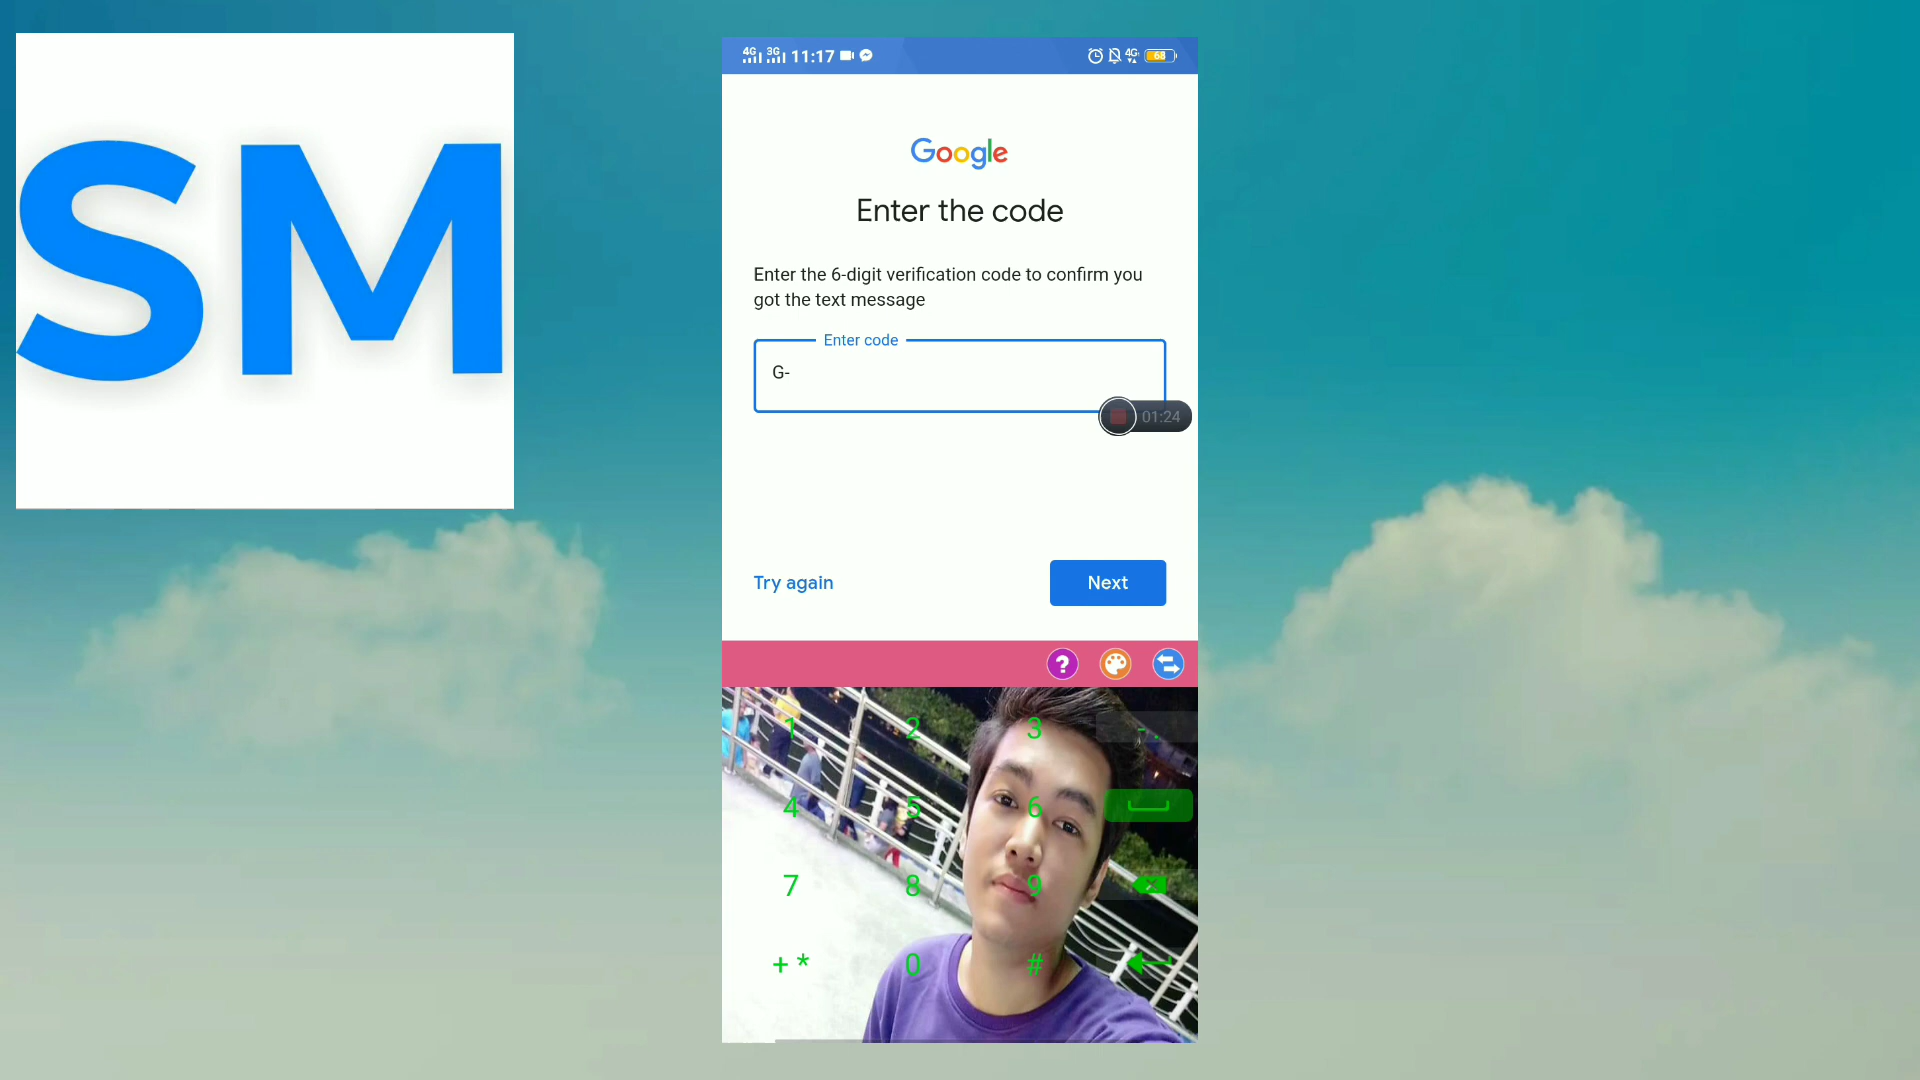 SM
4G 3G 11:17 4G 68
Google
Enter the code
Enter the 6-digit verification code to confirm you
got the text message
Enter code
G-
01:24
Try again Next
?
1 2 3 - .
4 5 6
7 8 9
+ * 0 #